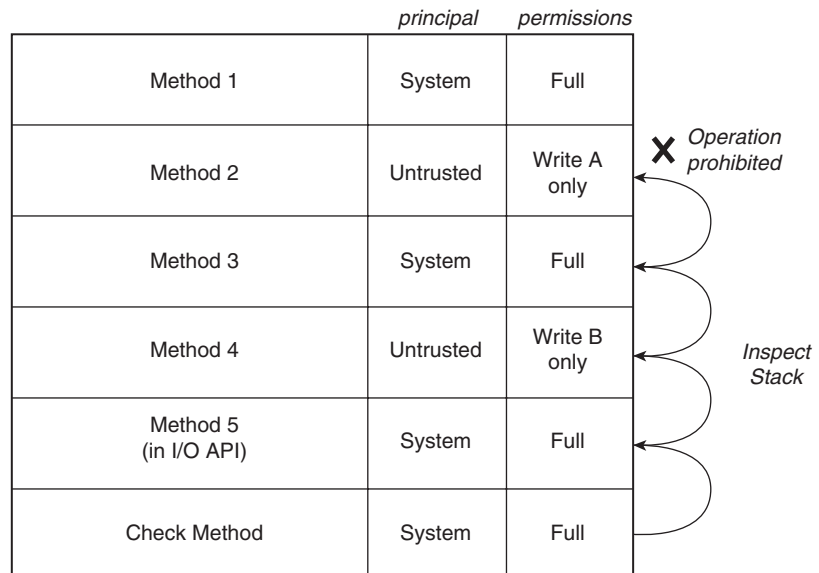 principal permissions
Method 1 System Full
Method 2 Untrusted Write A
only
Operation
prohibited
Method 3 System Full
Method 4 Untrusted Write B
only
Inspect
Stack
Method 5
(in I/O API) System Full
Check Method System Full